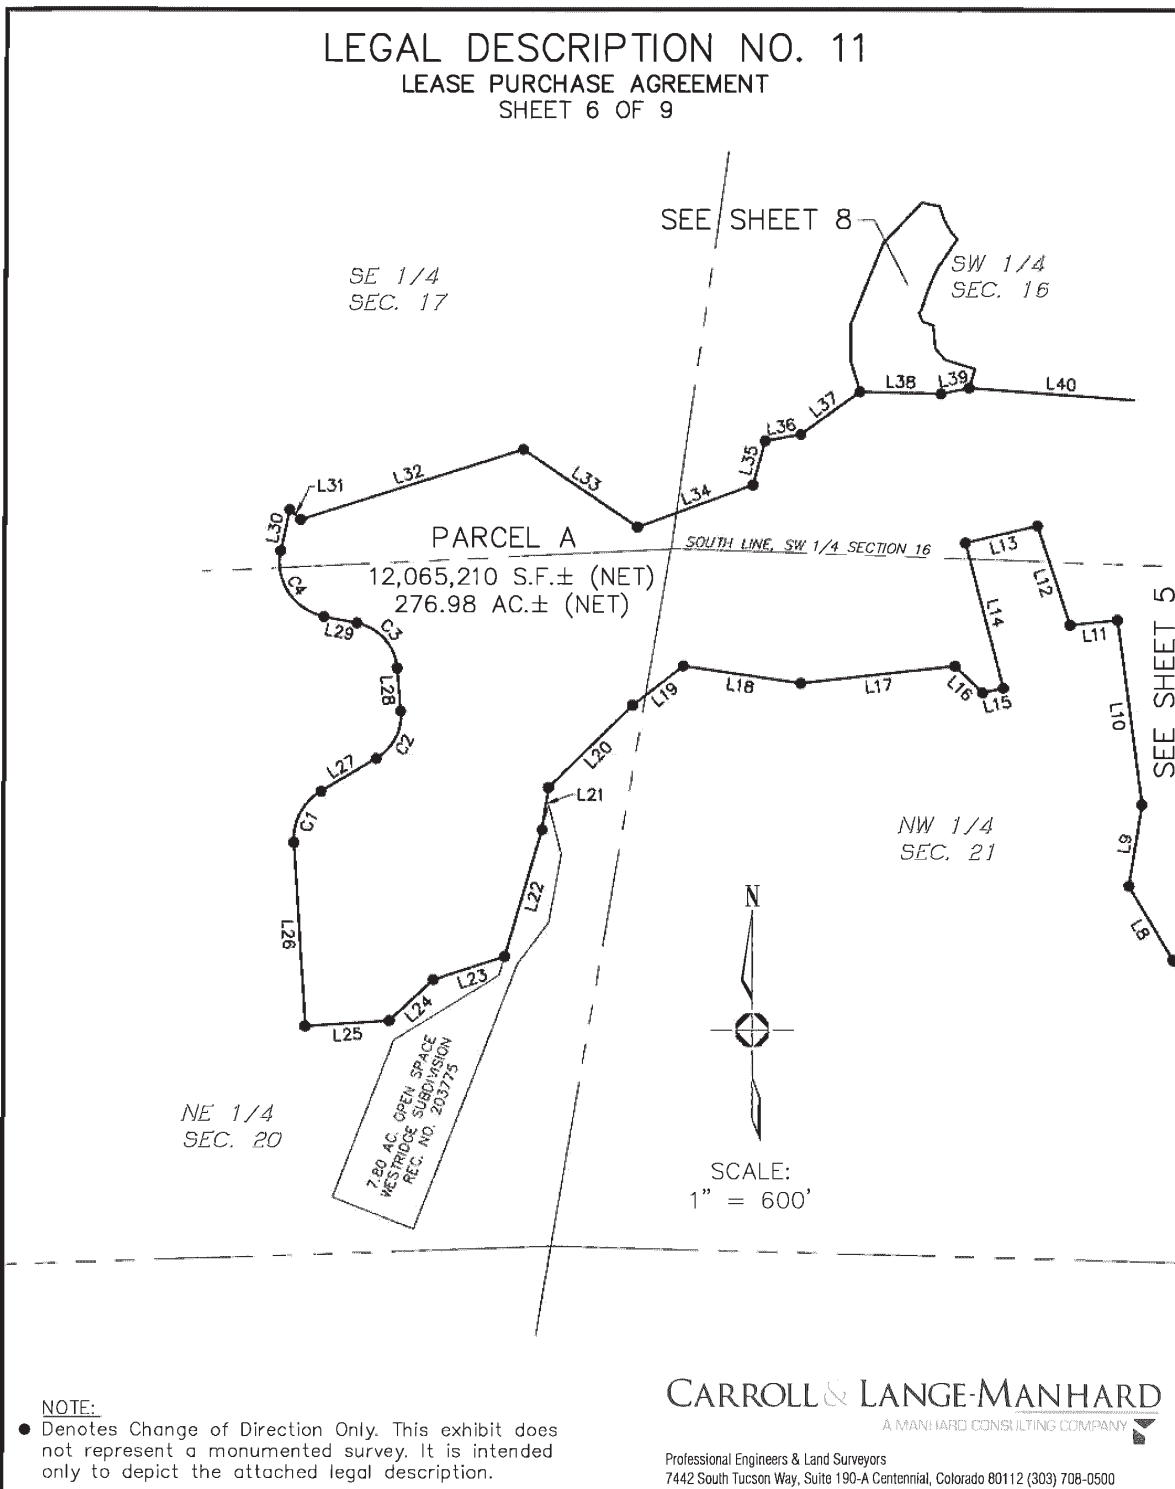 LEGAL DESCRIPTION NO. 11
LEASE PURCHASE AGREEMENT
SHEET 6 OF 9
SEE SHEET 8
SE 1/4
SEC. 17
SW 1/4
SEC. 16
L38
L39
L40
L37
L36
L35
L34
L33
L32
L31
L30
PARCEL A
12,065,210 S.F.± (NET)
276.98 AC.± (NET)
SOUTH LINE, SW 1/4 SECTION 16
L13
L12
L14
L11
L10
SEE SHEET 5
C4
L29
C3
L28
C2
L27
C1
L26
L25
L24
L23
L22
L21
L20
L19
L18
L17
L16
L15
L9
L8
NW 1/4
SEC. 21
N
7.80 AC. OPEN SPACE
WESTRIDGE SUBDIVISION
REC. NO. 203775
NE 1/4
SEC. 20
SCALE:
1" = 600'
NOTE:
● Denotes Change of Direction Only. This exhibit does
not represent a monumented survey. It is intended
only to depict the attached legal description.
CARROLL & LANGE-MANHARD
A MANHARD CONSULTING COMPANY
Professional Engineers & Land Surveyors
7442 South Tucson Way, Suite 190-A Centennial, Colorado 80112 (303) 708-0500